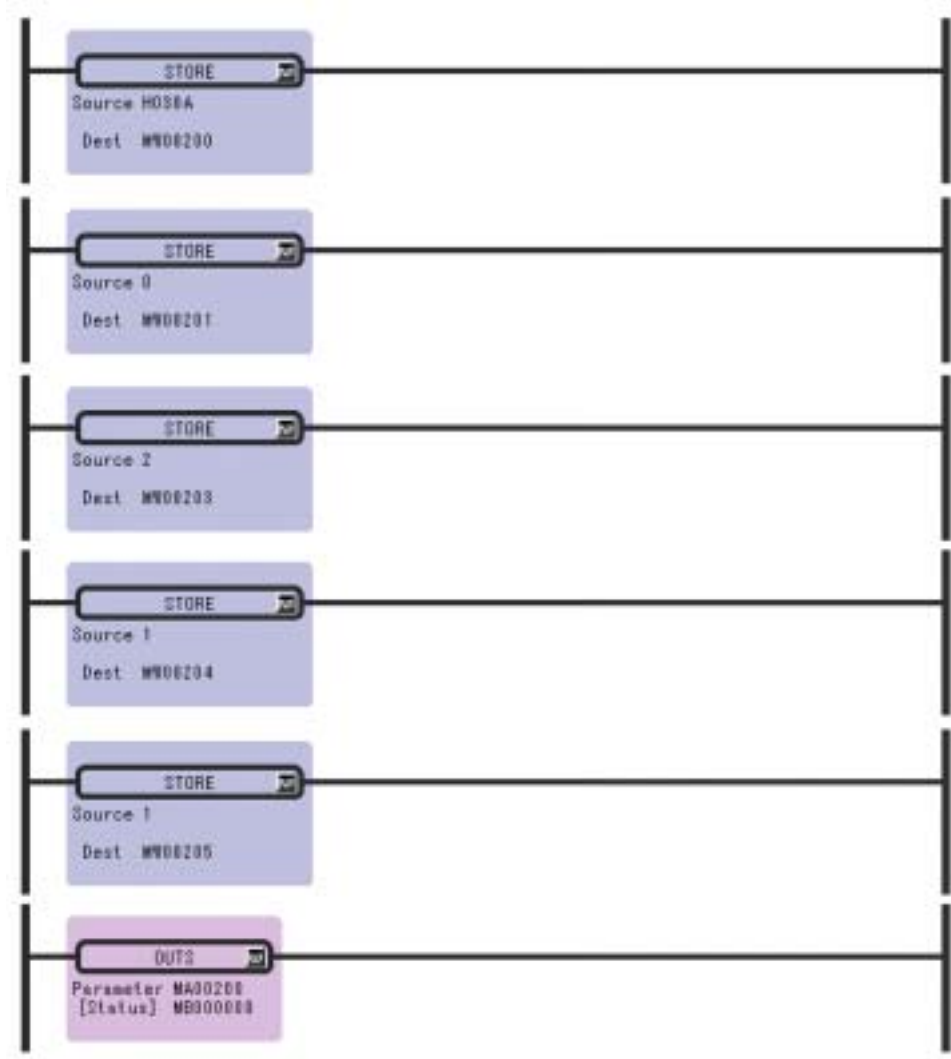 STORE
Source
Dest MW00200
STORE
Source 0
Dest MW00201
STORE
Source 2
Dest MW00203
STORE
Source 1
Dest MW00204
STORE
Source 1
Dest MW00205
OUTS
Parameter MA00200
[Status] MB000000